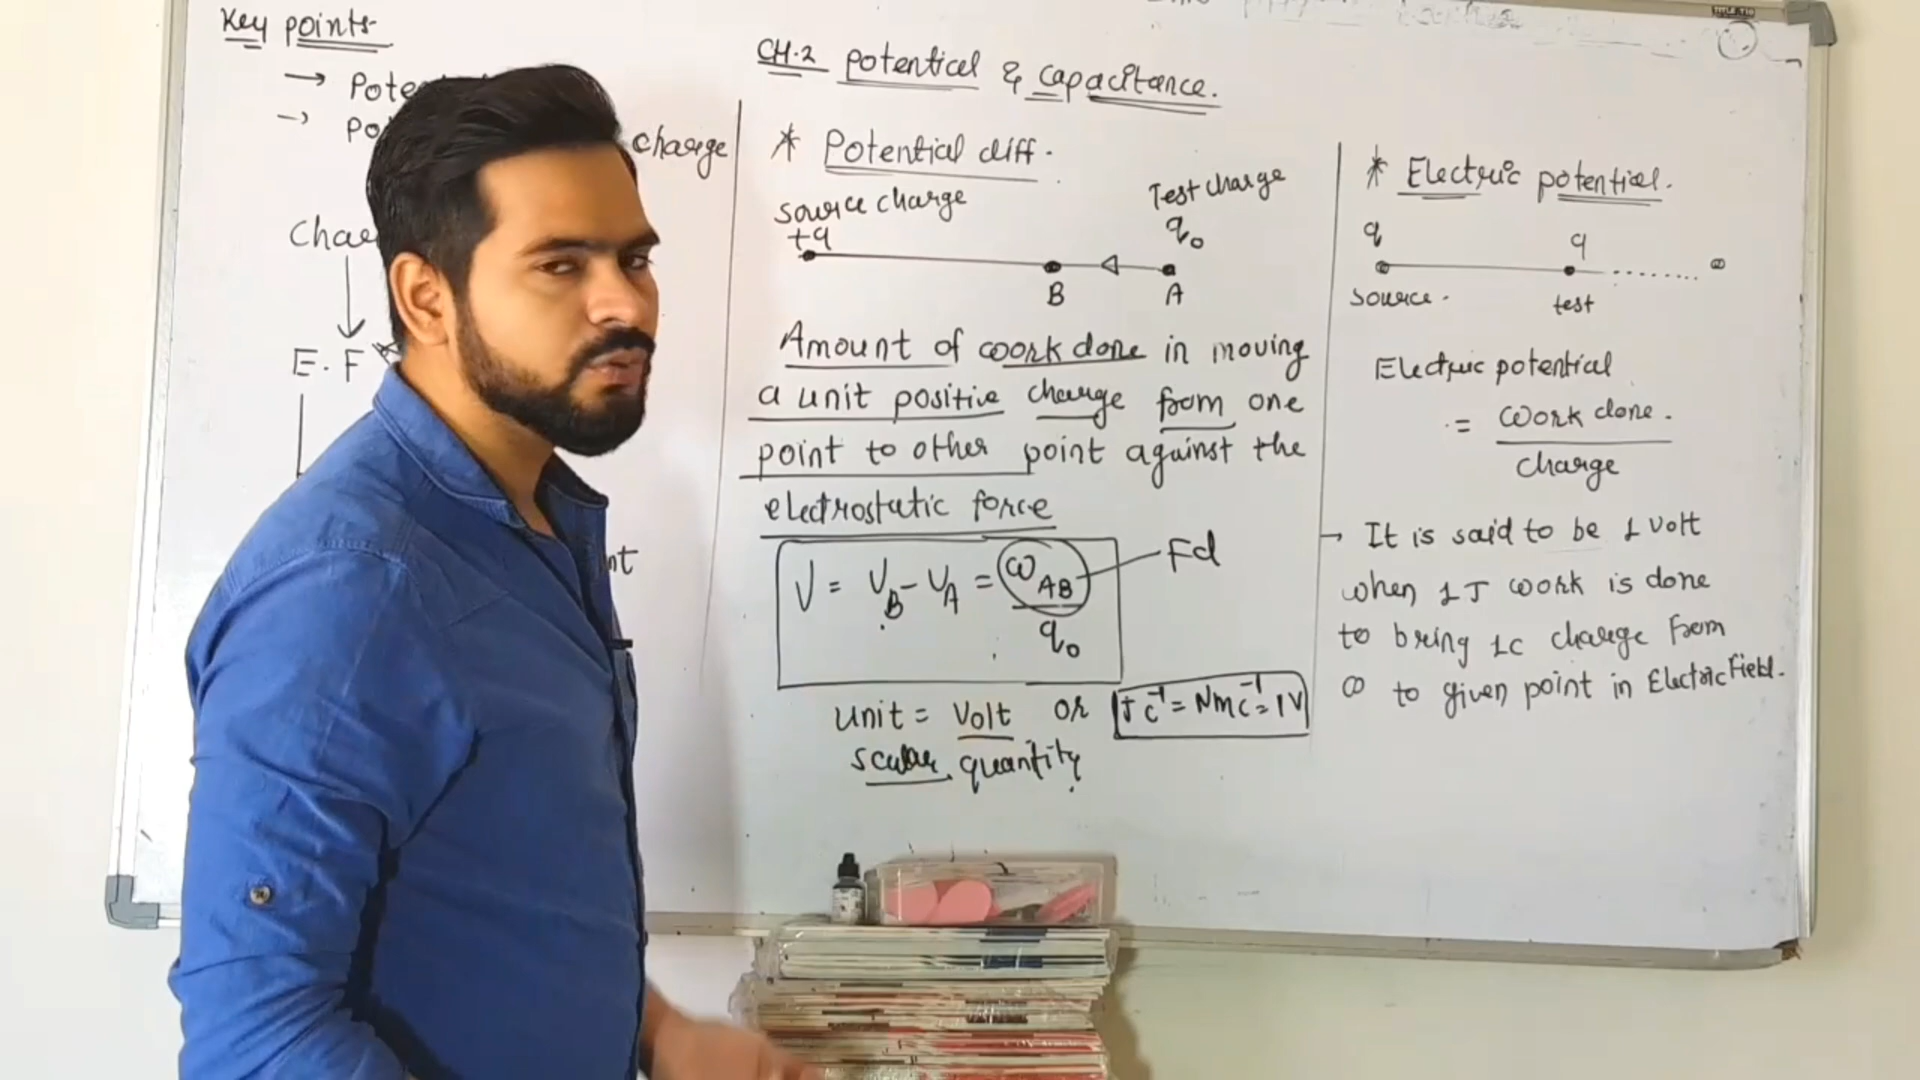 Key points
→ Pote
→ po
charge
Cha
E.F
nt
CH.2 potential & capacitance.
* Potential diff.
source charge
+q
Test charge
q₀
B
A
Amount of work done in moving
a unit positive charge from one
point to other point against the
electrostatic force
V = V_B - V_A = W_AB / q₀
Fd
unit = Volt or JC⁻¹ = NmC⁻¹ = 1V
scalar quantity
* Electric potential.
q
q
∞
source.
test
Electric potential
= work done.
charge
→ It is said to be 1 volt
when 1J work is done
to bring 1C charge from
∞ to given point in Electric Field.